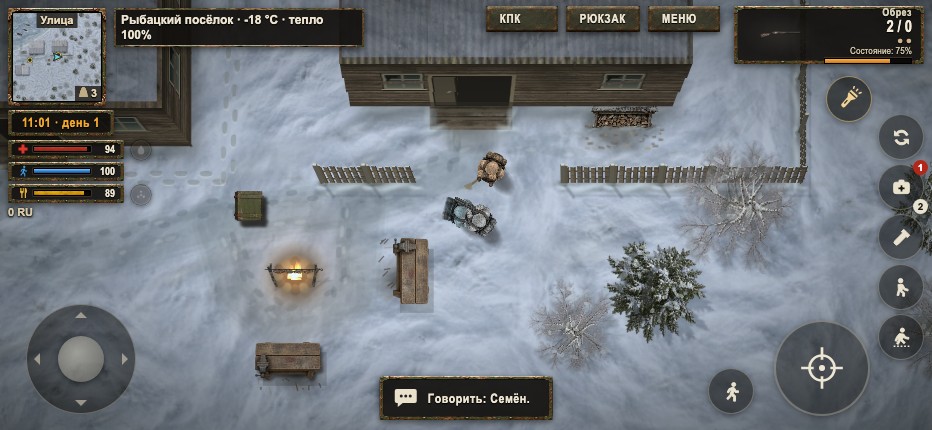 Улица
Рыбацкий посёлок · -18 °C · тепло
100%
КПК
РЮКЗАК
МЕНЮ
Обрез
2 / 0
Состояние: 75%
3
11:01 · день 1
94
100
89
0 RU
1
2
Говорить: Семён.